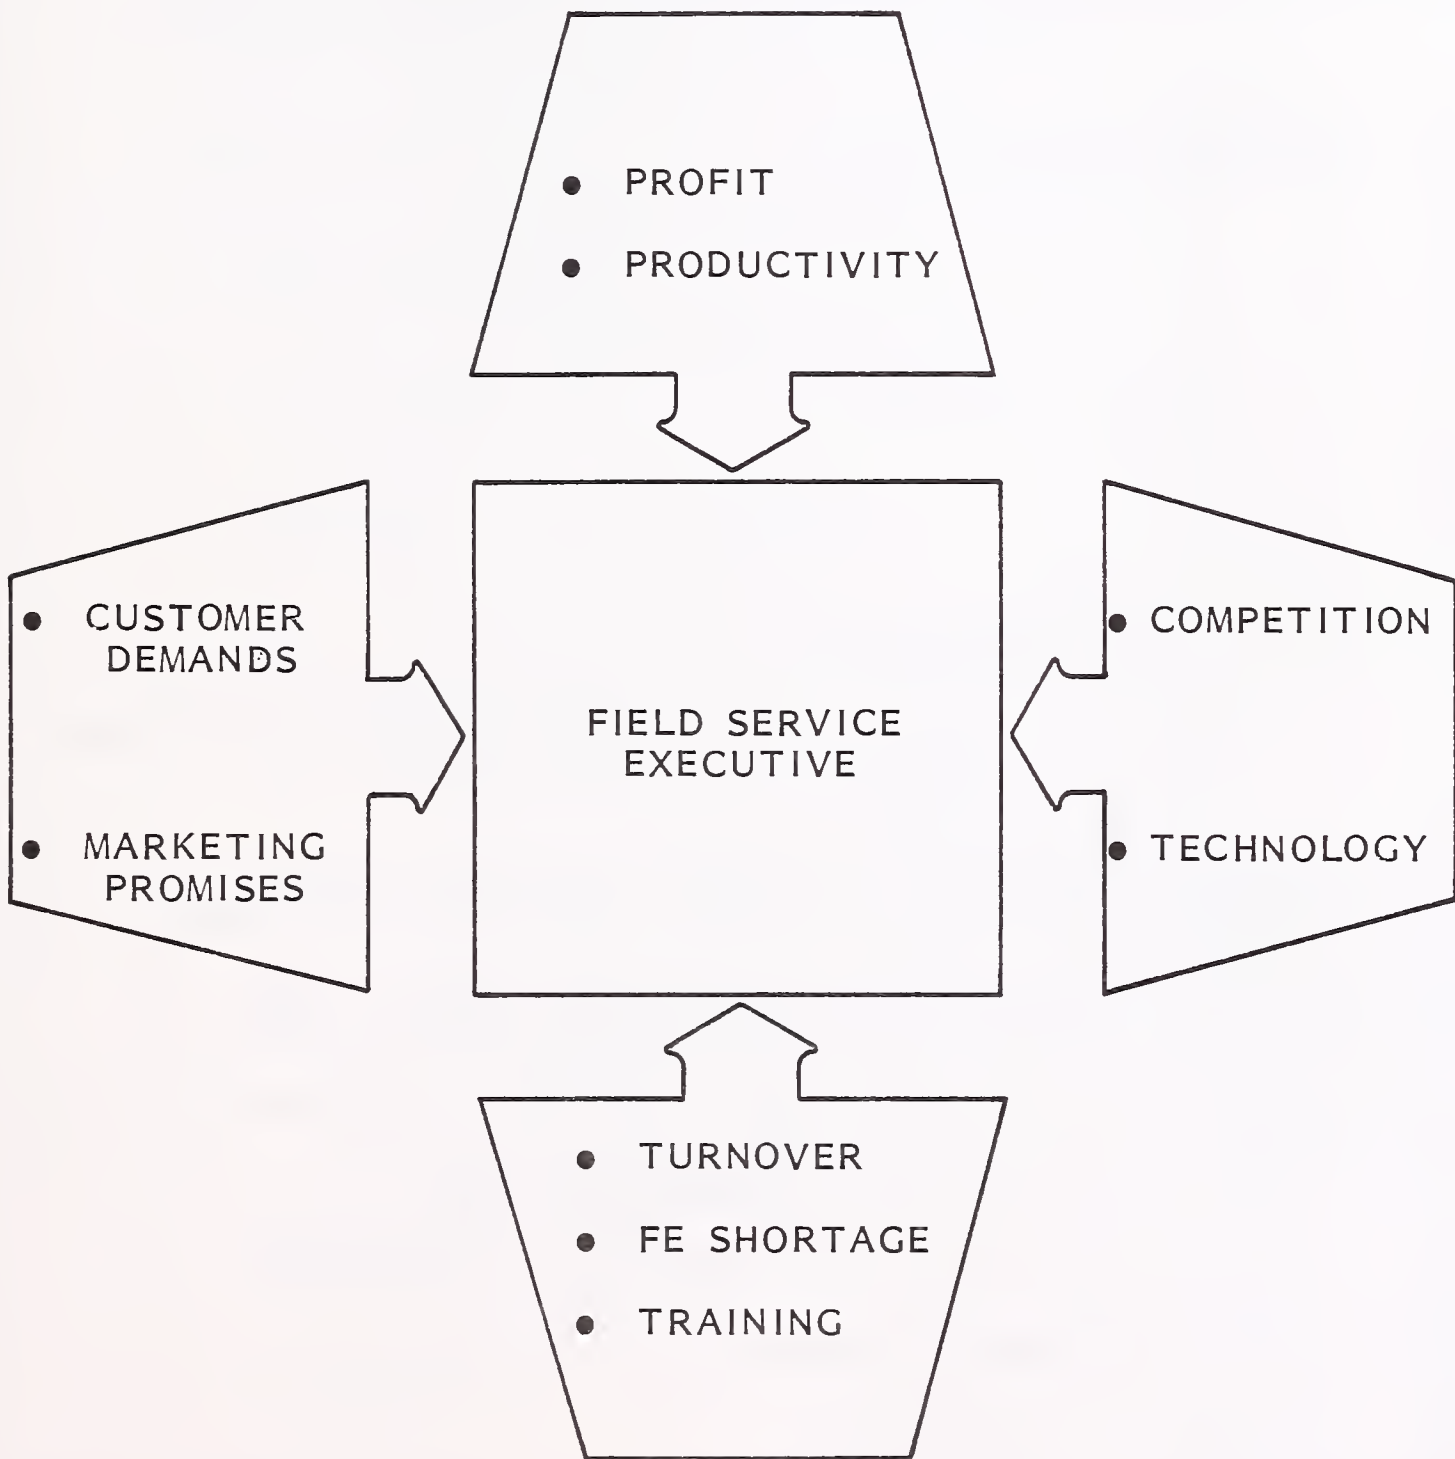 ● PROFIT
● PRODUCTIVITY
● CUSTOMER
DEMANDS
● MARKETING
PROMISES
FIELD SERVICE
EXECUTIVE
● COMPETITION
● TECHNOLOGY
● TURNOVER
● FE SHORTAGE
● TRAINING